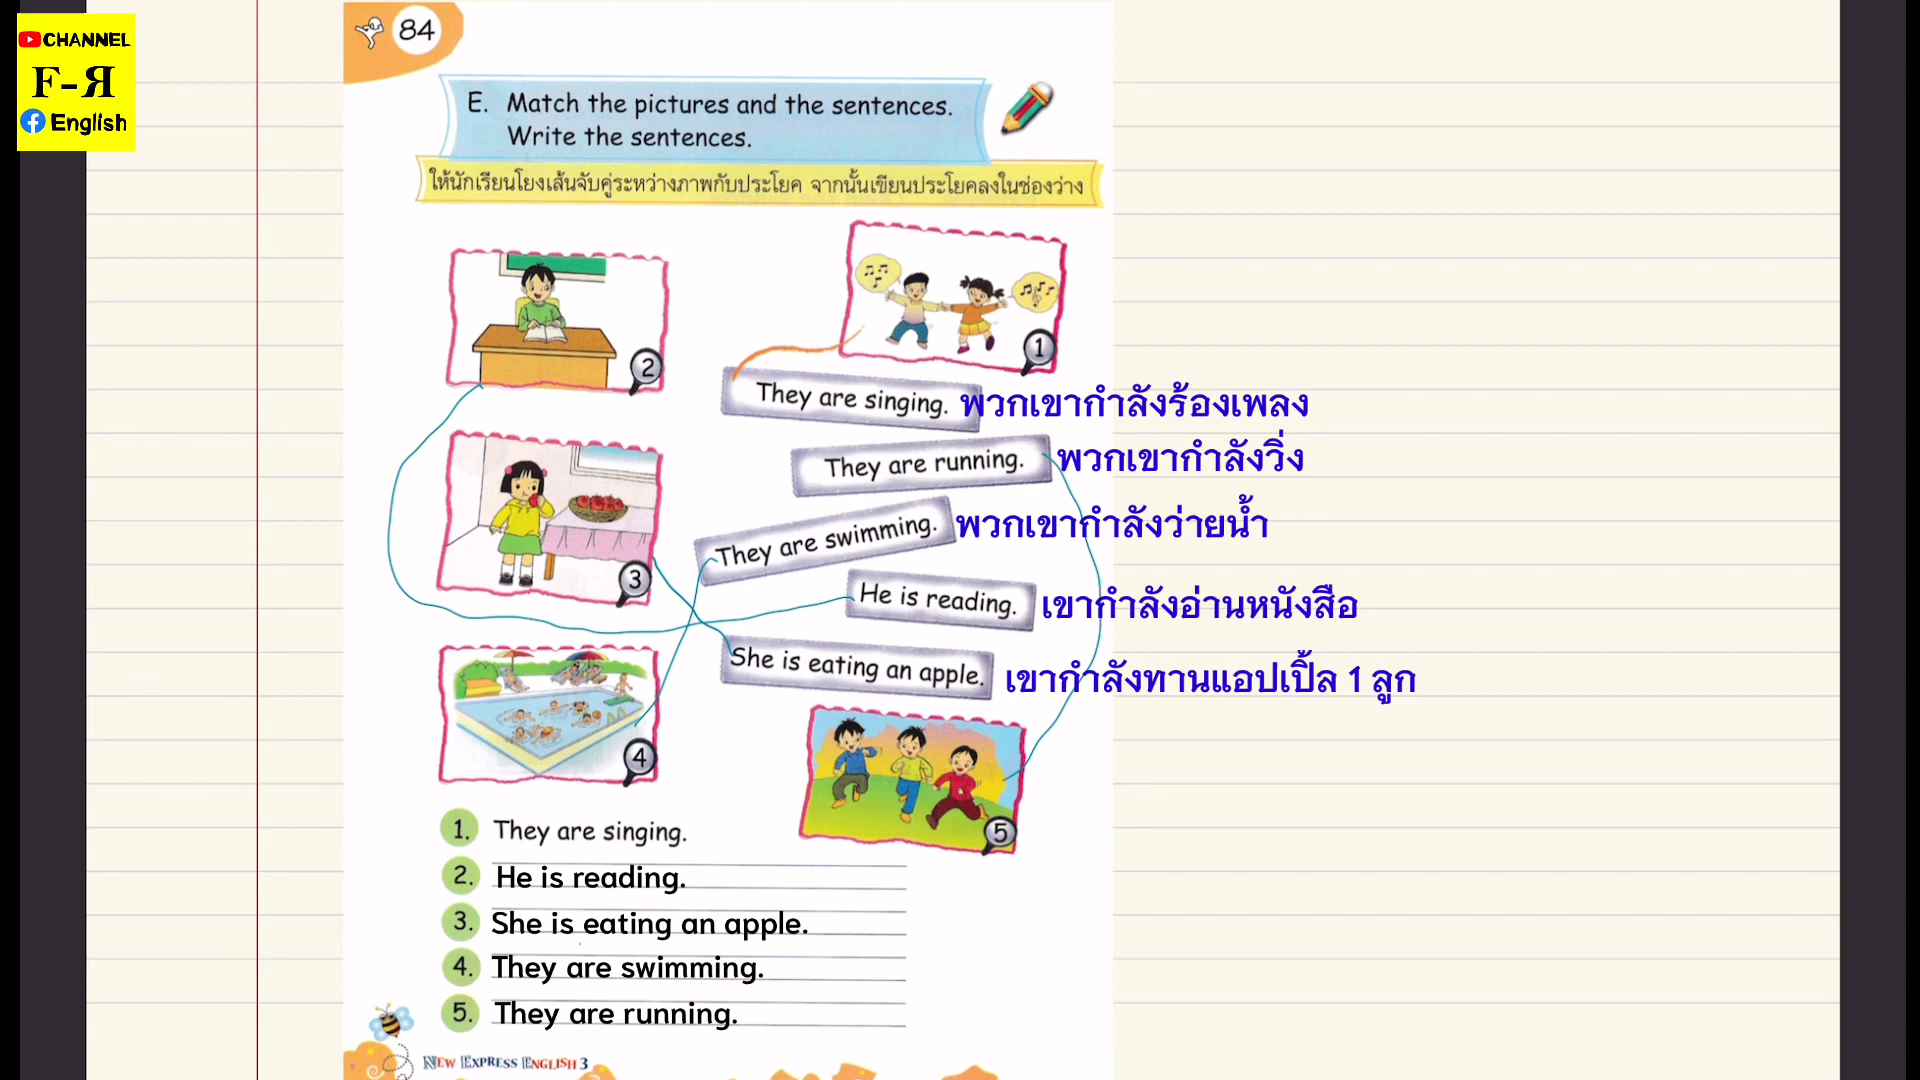 CHANNEL
F-Я
English
84
E. Match the pictures and the sentences.
Write the sentences.
ให้นักเรียนโยงเส้นจับคู่ระหว่างภาพกับประโยค จากนั้นเขียนประโยคลงในช่องว่าง
2
1
They are singing. พวกเขากำลังร้องเพลง
They are running. พวกเขากำลังวิ่ง
They are swimming. พวกเขากำลังว่ายน้ำ
3
He is reading. เขากำลังอ่านหนังสือ
She is eating an apple. เขากำลังทานแอปเปิ้ล 1 ลูก
4
5
1. They are singing.
2. He is reading.
3. She is eating an apple.
4. They are swimming.
5. They are running.
NEW EXPRESS ENGLISH 3